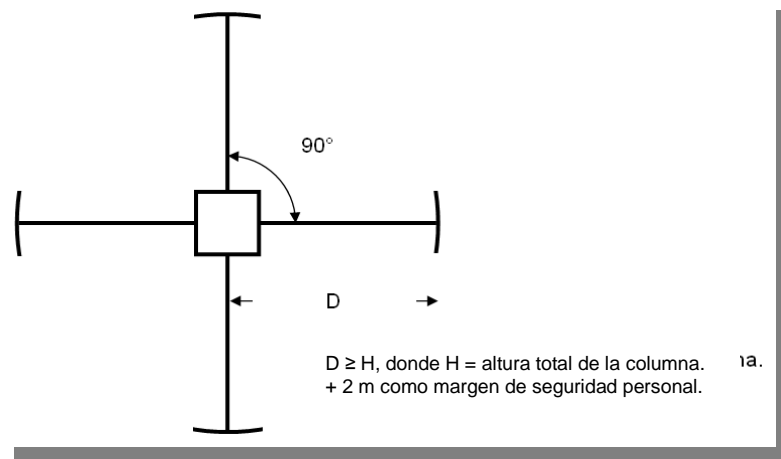 90°
D
D ≥ H, donde H = altura total de la columna.
+ 2 m como margen de seguridad personal.